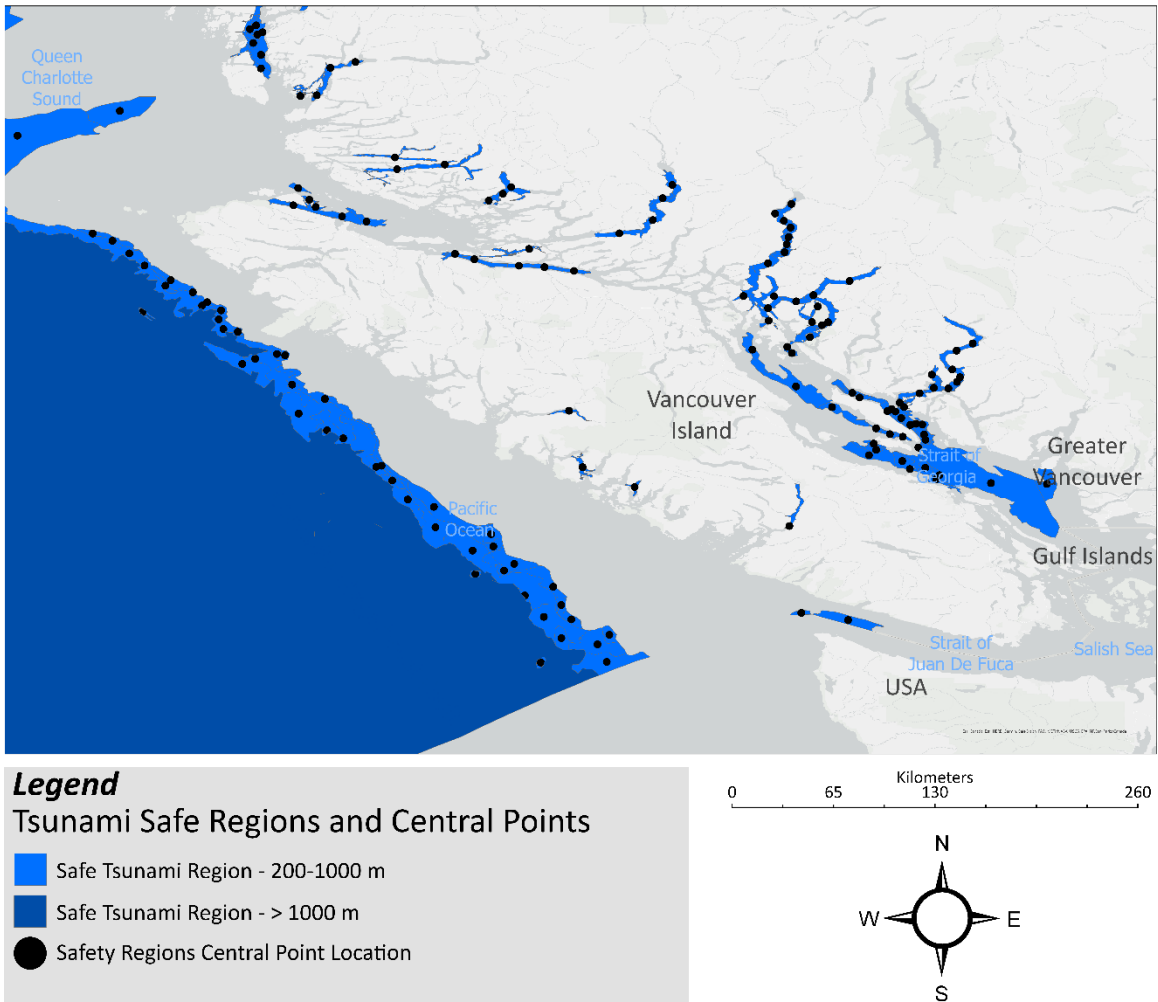 Queen
Charlotte
Sound
Vancouver
Island
Greater
Vancouver
Strait of
Georgia
Pacific
Ocean
Gulf Islands
Strait of
Juan De Fuca
Salish Sea
USA
Legend
Tsunami Safe Regions and Central Points
Safe Tsunami Region - 200-1000 m
Safe Tsunami Region - > 1000 m
Safety Regions Central Point Location
Kilometers
0 65 130 260
N
W E
S